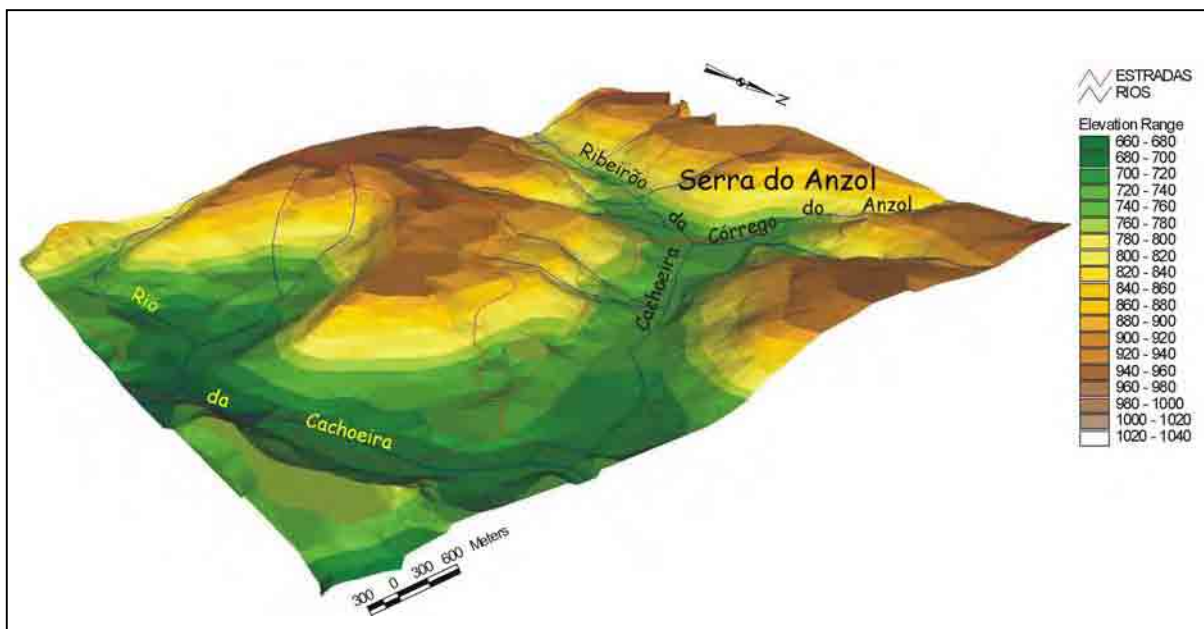 N
ESTRADAS
RIOS
Elevation Range
660 - 680
680 - 700
700 - 720
720 - 740
740 - 760
760 - 780
780 - 800
800 - 820
820 - 840
840 - 860
860 - 880
880 - 900
900 - 920
920 - 940
940 - 960
960 - 980
980 - 1000
1000 - 1020
1020 - 1040
Ribeirão
da
Cachoeira
Serra do Anzol
Córrego do Anzol
Rio
da
Cachoeira
300 0 300 600 Meters